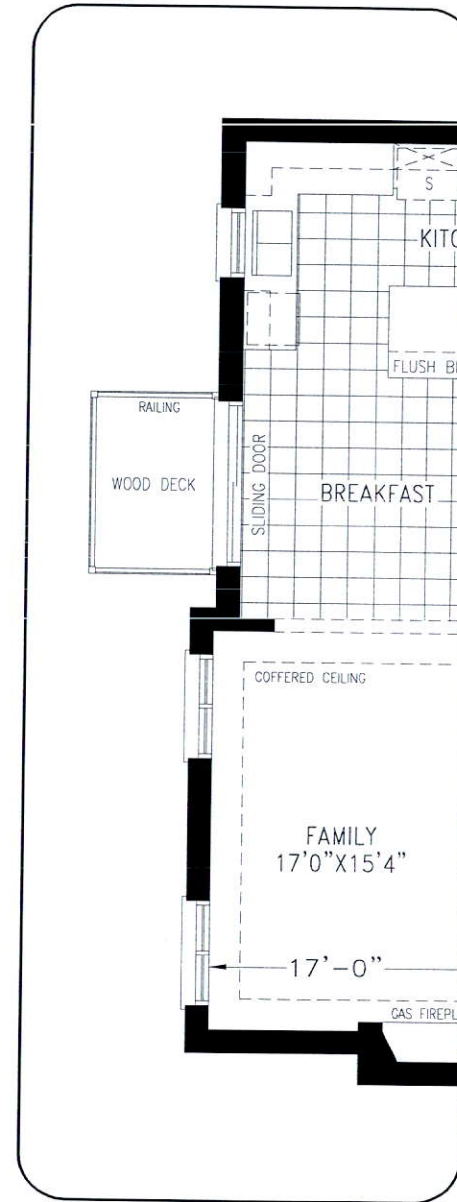 S
KITC
FLUSH B
RAILING
WOOD DECK
SLIDING DOOR
BREAKFAST
COFFERED CEILING
FAMILY
17'0"X15'4"
17'-0"
GAS FIREPL